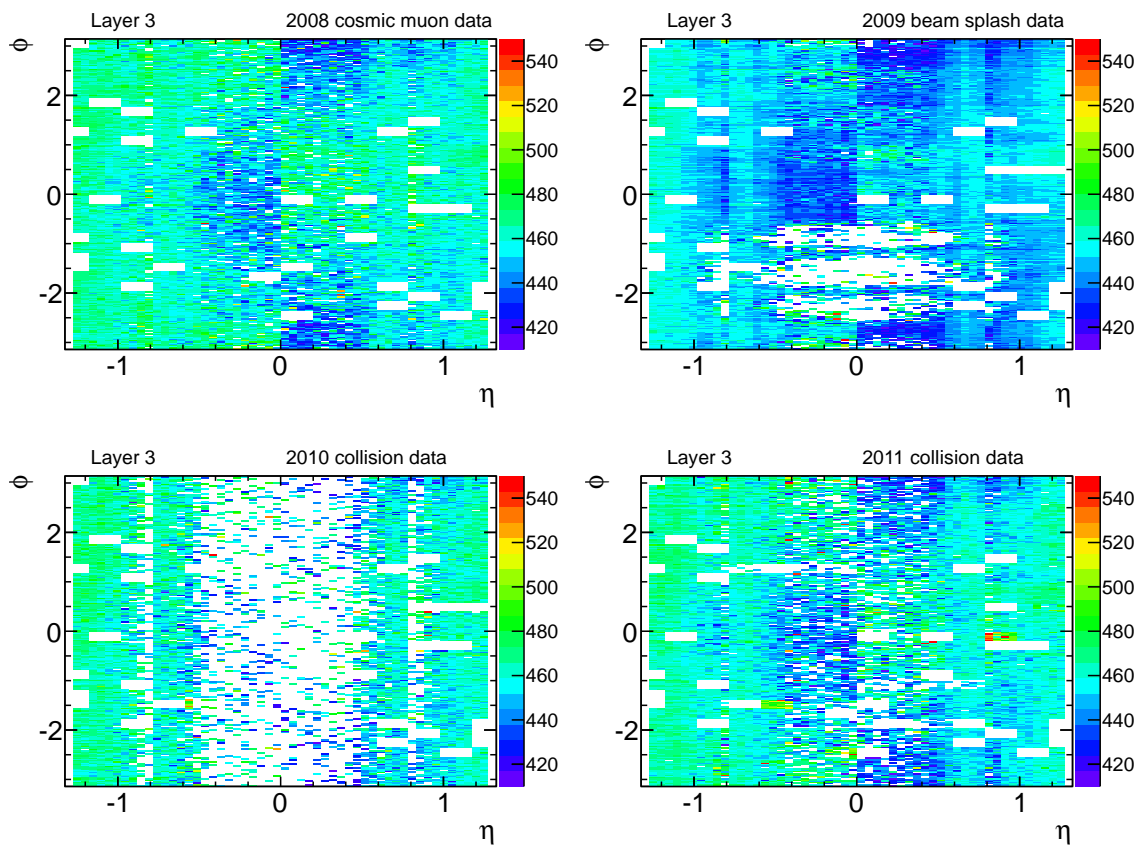 Layer 3 2008 cosmic muon data
ϕ
2
0
-2
-1 0 1
η
540
520
500
480
460
440
420
Layer 3 2009 beam splash data
ϕ
2
0
-2
-1 0 1
η
540
520
500
480
460
440
420
Layer 3 2010 collision data
ϕ
2
0
-2
-1 0 1
η
540
520
500
480
460
440
420
Layer 3 2011 collision data
ϕ
2
0
-2
-1 0 1
η
540
520
500
480
460
440
420